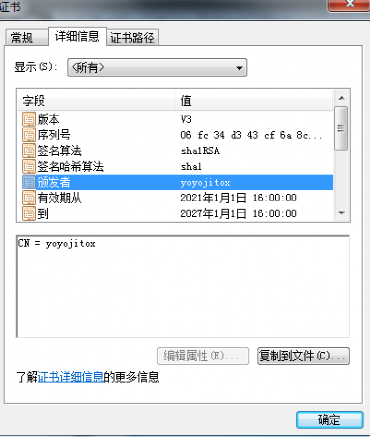 证书
常规 详细信息 证书路径
显示(S): <所有>
字段 值
版本 V3
序列号 06 fc 34 d3 43 cf 6a 8c...
签名算法 sha1RSA
签名哈希算法 sha1
颁发者 yoyojitox
有效期从 2021年1月1日 16:00:00
到 2027年1月1日 16:00:00
CN = yoyojitox
编辑属性(E)... 复制到文件(C)...
了解证书详细信息的更多信息
确定